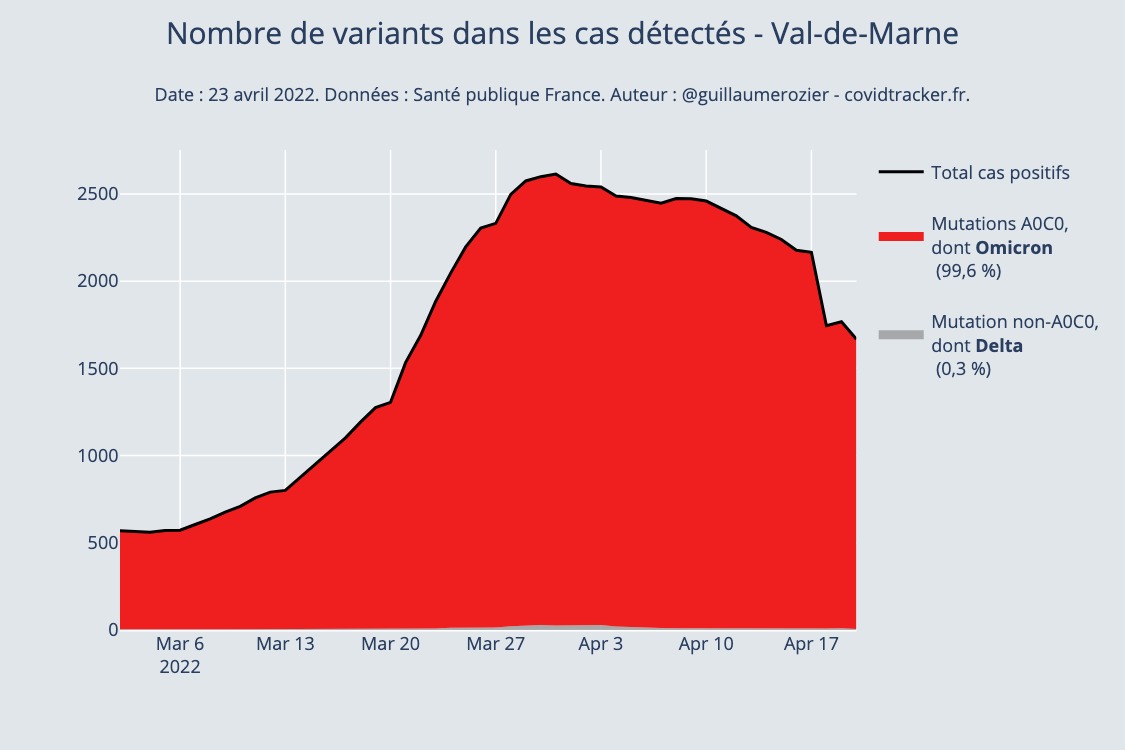 Nombre de variants dans les cas détectés - Val-de-Marne
Date : 23 avril 2022. Données : Santé publique France. Auteur : @guillaumerozier - covidtracker.fr.
2500
2000
1500
1000
500
0
Mar 6
2022
Mar 13
Mar 20
Mar 27
Apr 3
Apr 10
Apr 17
Total cas positifs
Mutations A0C0,
dont Omicron
(99,6 %)
Mutation non-A0C0,
dont Delta
(0,3 %)